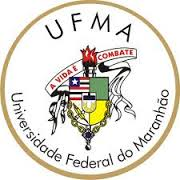 UFMA
A VIDA É COMBATE
Universidade Federal do Maranhão